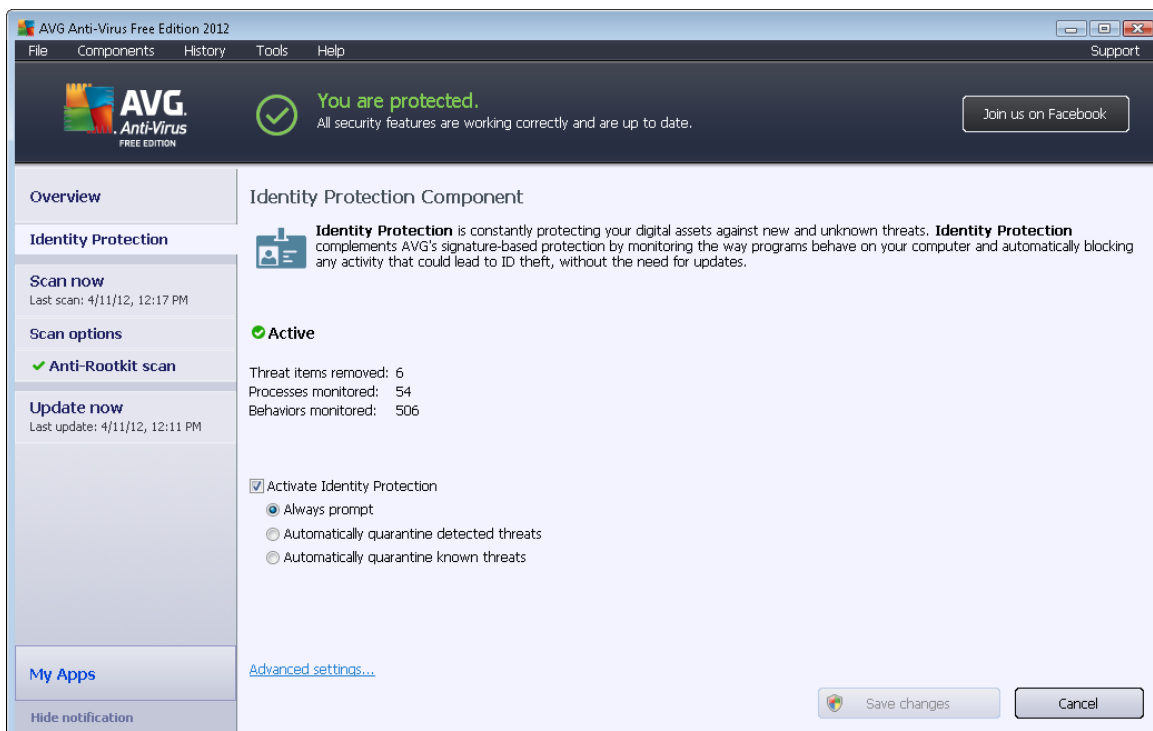 AVG Anti-Virus Free Edition 2012
File Components History Tools Help Support
AVG.
Anti-Virus
FREE EDITION
You are protected.
All security features are working correctly and are up to date.
Join us on Facebook
Overview
Identity Protection
Scan now
Last scan: 4/11/12, 12:17 PM
Scan options
Anti-Rootkit scan
Update now
Last update: 4/11/12, 12:11 PM
My Apps
Hide notification
Identity Protection Component
Identity Protection is constantly protecting your digital assets against new and unknown threats. Identity Protection
complements AVG's signature-based protection by monitoring the way programs behave on your computer and automatically blocking
any activity that could lead to ID theft, without the need for updates.
Active
Threat items removed: 6
Processes monitored: 54
Behaviors monitored: 506
Activate Identity Protection
Always prompt
Automatically quarantine detected threats
Automatically quarantine known threats
Advanced settings...
Save changes
Cancel